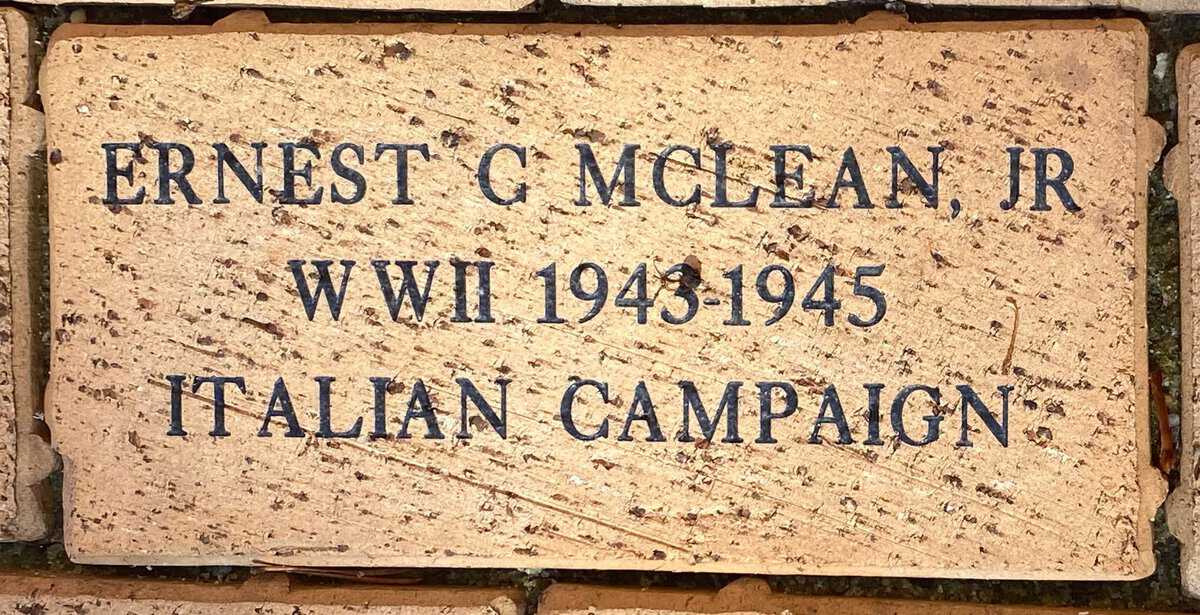 ERNEST C MCLEAN, JR
WWII 1943-1945
ITALIAN CAMPAIGN